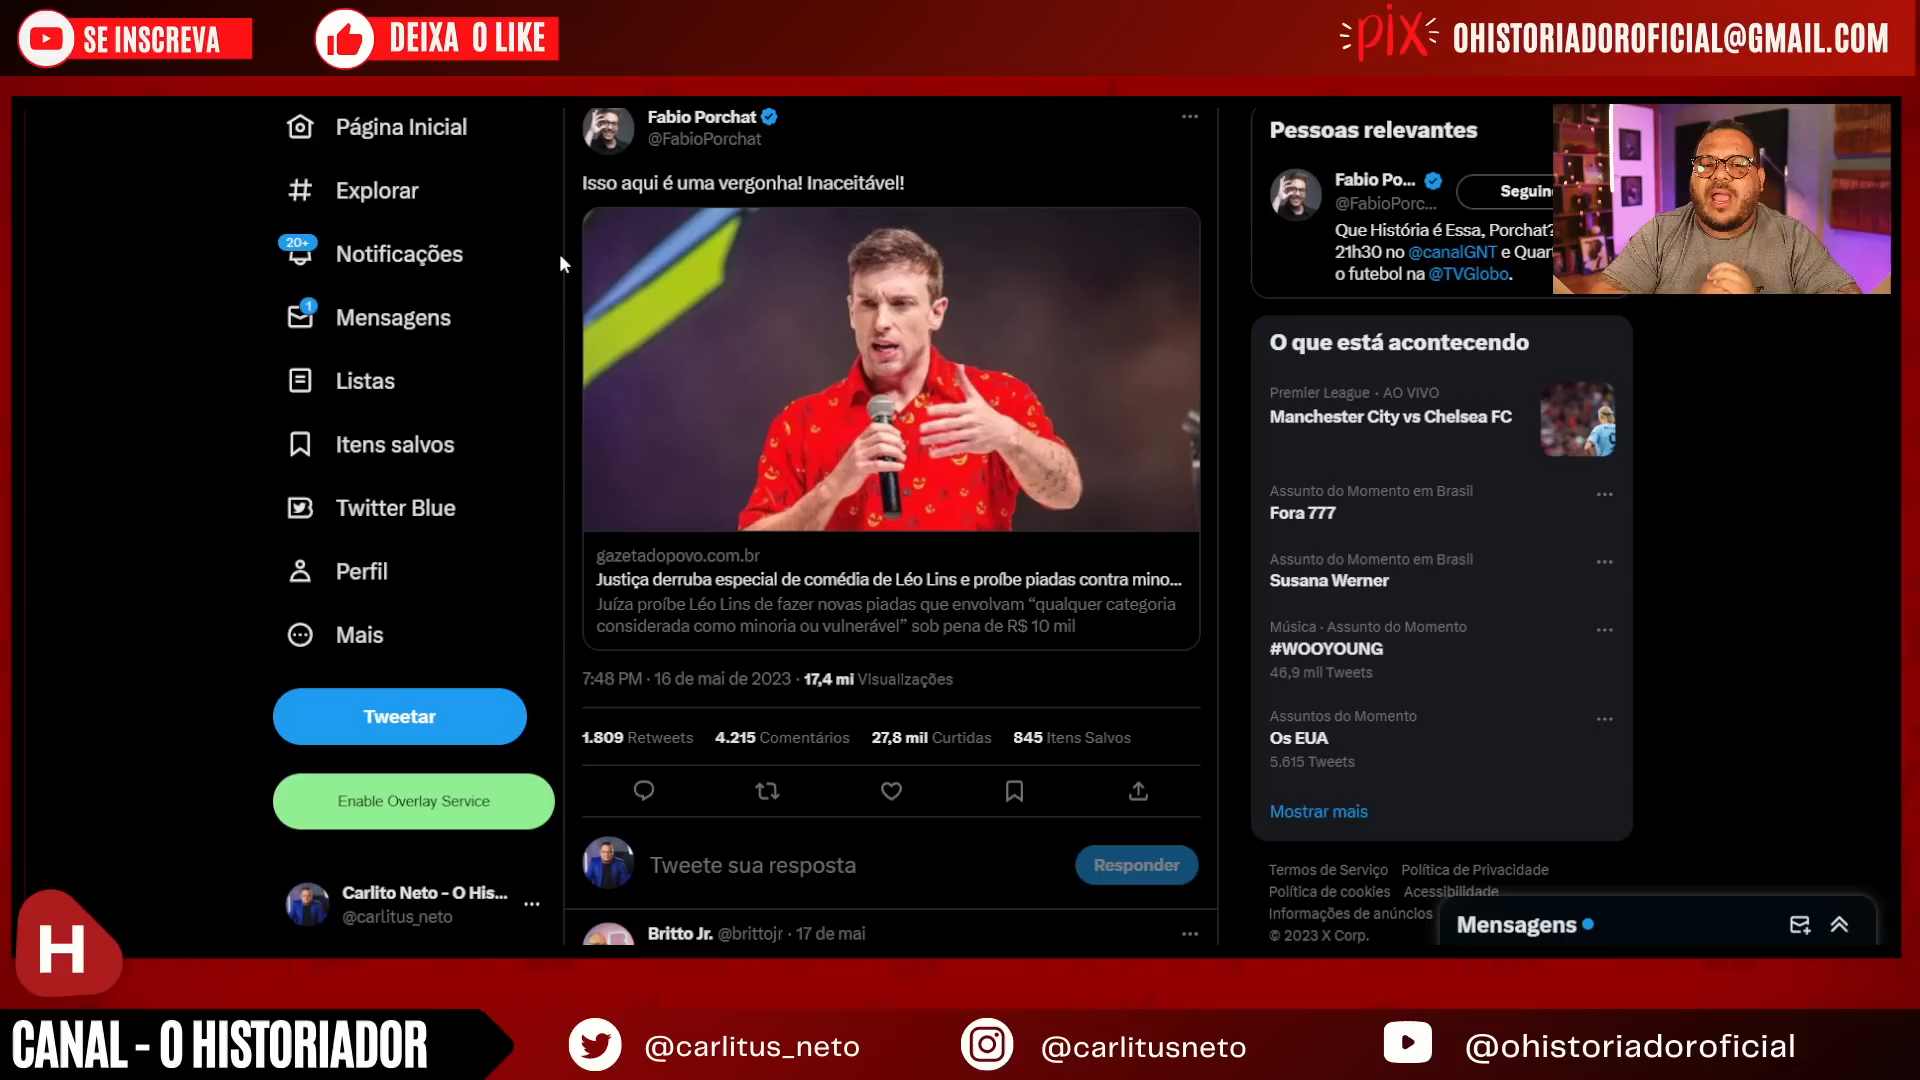 SE INSCREVA
DEIXA O LIKE
PIX
OHISTORIADOROFICIAL@GMAIL.COM
Página Inicial
Explorar
20+
Notificações
1
Mensagens
Listas
Itens salvos
Twitter Blue
Perfil
Mais
Tweetar
Enable Overlay Service
Carlito Neto - O His...
@carlitus_neto
Fabio Porchat
@FabioPorchat
Isso aqui é uma vergonha! Inaceitável!
gazetadopovo.com.br
Justiça derruba especial de comédia de Léo Lins e proíbe piadas contra mino...
Juíza proíbe Léo Lins de fazer novas piadas que envolvam “qualquer categoria
considerada como minoria ou vulnerável” sob pena de R$ 10 mil
7:48 PM · 16 de mai de 2023 · 17,4 mi Visualizações
1.809 Retweets 4.215 Comentários 27,8 mil Curtidas 845 Itens Salvos
Tweete sua resposta
Responder
Britto Jr. @brittojr · 17 de mai
Pessoas relevantes
Fabio Po...
@FabioPorc...
Seguin
Que História é Essa, Porchat?
21h30 no @canalGNT e Quar
o futebol na @TVGlobo.
O que está acontecendo
Premier League · AO VIVO
Manchester City vs Chelsea FC
Assunto do Momento em Brasil
Fora 777
Assunto do Momento em Brasil
Susana Werner
Música · Assunto do Momento
#WOOYOUNG
46,9 mil Tweets
Assuntos do Momento
Os EUA
5.615 Tweets
Mostrar mais
Termos de Serviço Política de Privacidade
Política de cookies Acessibilidade
Informações de anúncios
© 2023 X Corp.
Mensagens
H
CANAL - O HISTORIADOR
@carlitus_neto
@carlitusneto
@ohistoriadoroficial